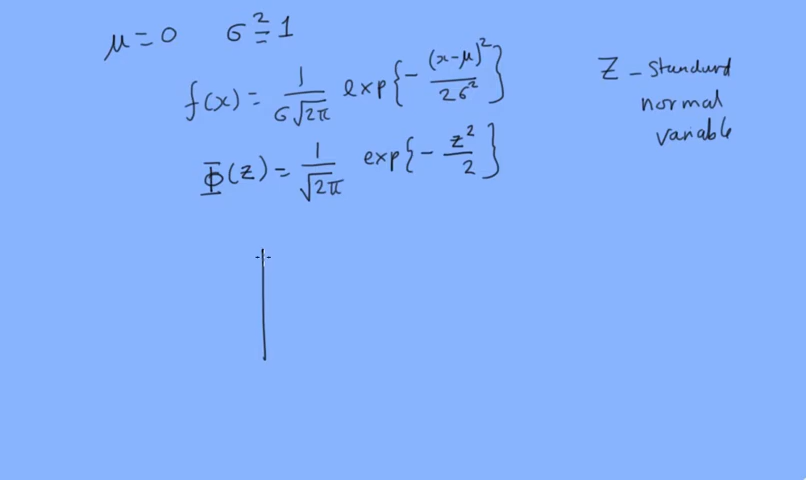 μ = 0 σ² = 1
f(x) = 1/(σ√2π) exp{ - (x-μ)²/2σ² }
Φ(z) = 1/√2π exp{ - z²/2 }
Z - standard
normal
variable